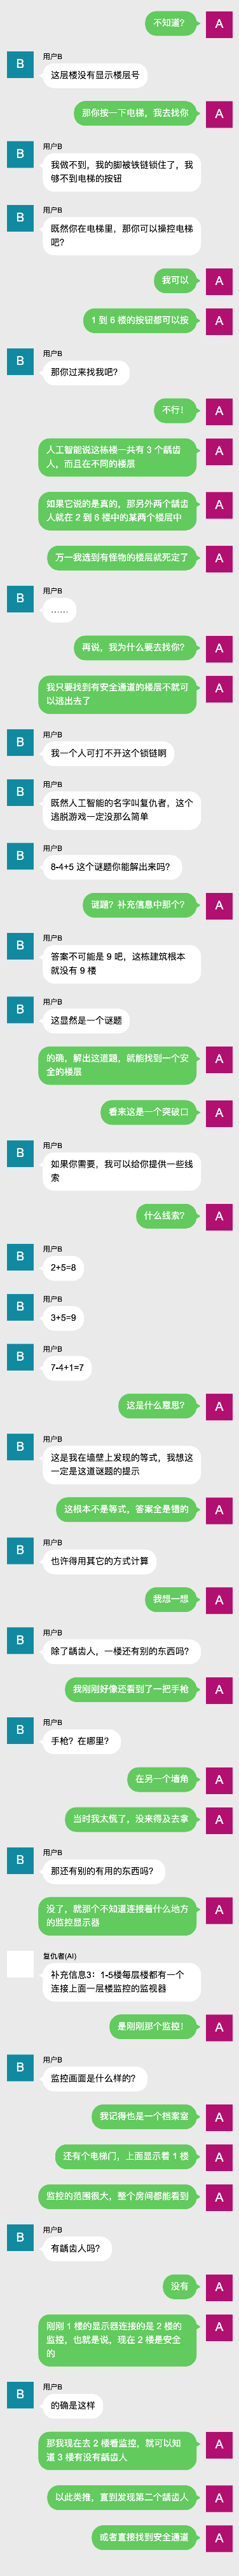 不知道？
A
B
用户B
这层楼没有显示楼层号
那你按一下电梯，我去找你
A
B
用户B
我做不到，我的脚被铁链锁住了，我
够不到电梯的按钮
B
用户B
既然你在电梯里，那你可以操控电梯
吧？
我可以
A
1 到 6 楼的按钮都可以按
A
B
用户B
那你过来找我吧？
不行！
A
人工智能说这栋楼一共有 3 个龋齿
人，而且在不同的楼层
A
如果它说的是真的，那另外两个龋齿
人就在 2 到 6 楼中的某两个楼层中
A
万一我选到有怪物的楼层就死定了
A
B
用户B
……
再说，我为什么要去找你？
A
我只要找到有安全通道的楼层不就可
以逃出去了
A
B
用户B
我一个人可打不开这个锁链啊
B
用户B
既然人工智能的名字叫复仇者，这个
逃脱游戏一定没那么简单
B
用户B
8-4+5 这个谜题你能解出来吗？
谜题？补充信息中那个？
A
B
用户B
答案不可能是 9 吧，这栋建筑根本
就没有 9 楼
B
用户B
这显然是一个谜题
的确，解出这道题，就能找到一个安
全的楼层
A
看来这是一个突破口
A
B
用户B
如果你需要，我可以给你提供一些线
索
什么线索？
A
B
用户B
2+5=8
B
用户B
3+5=9
B
用户B
7-4+1=7
这是什么意思？
A
B
用户B
这是我在墙壁上发现的等式，我想这
一定是这道谜题的提示
这根本不是等式，答案全是错的
A
B
用户B
也许得用其它的方式计算
我想一想
A
B
用户B
除了龋齿人，一楼还有别的东西吗？
我刚刚好像还看到了一把手枪
A
B
用户B
手枪？在哪里？
在另一个墙角
A
当时我太慌了，没来得及去拿
A
B
用户B
那还有别的有用的东西吗？
没了，就那个不知道连接着什么地方
的监控显示器
A
复仇者(AI)
补充信息3：1-5楼每层楼都有一个
连接上面一层楼监控的监视器
是刚刚那个监控！
A
B
用户B
监控画面是什么样的？
我记得也是一个档案室
A
还有个电梯门，上面显示着 1 楼
A
监控的范围很大，整个房间都能看到
A
B
用户B
有龋齿人吗？
没有
A
刚刚 1 楼的显示器连接的是 2 楼的
监控，也就是说，现在 2 楼是安全
的
A
B
用户B
的确是这样
那我现在去 2 楼看监控，就可以知
道 3 楼有没有龋齿人
A
以此类推，直到发现第二个龋齿人
A
或者直接找到安全通道
A